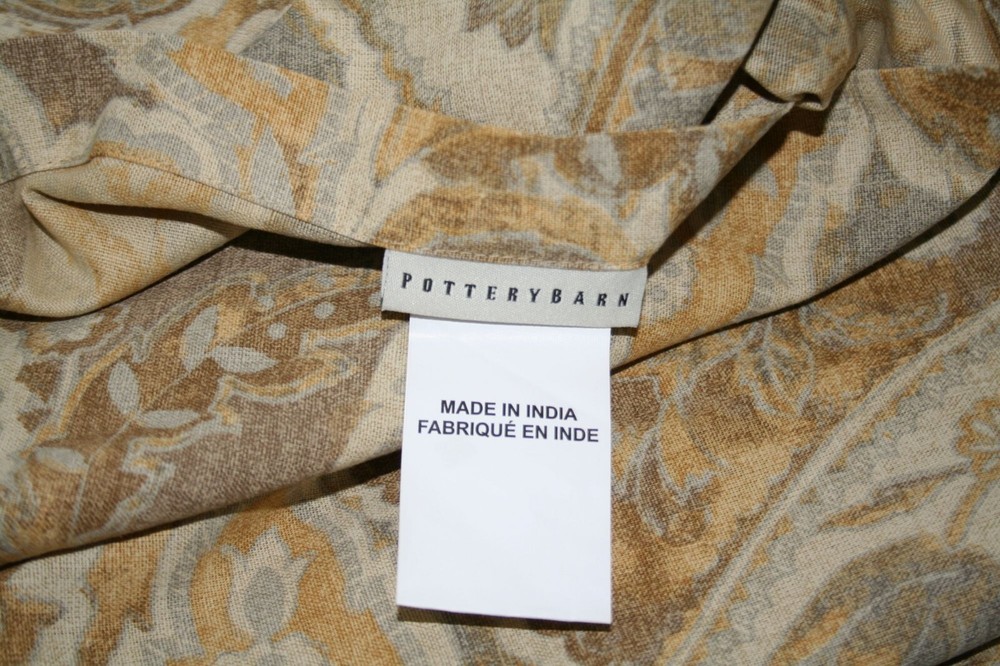 POTTERYBARN
MADE IN INDIA
FABRIQUÉ EN INDE